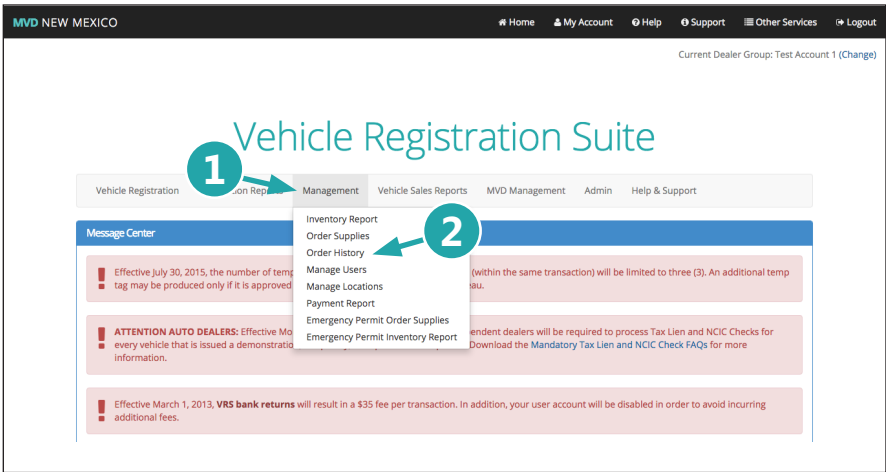 MVD NEW MEXICO Home My Account Help Support Other Services Logout
Current Dealer Group: Test Account 1 (Change)
Vehicle Registration Suite
1
Vehicle Registration Reports Management Vehicle Sales Reports MVD Management Admin Help & Support
Inventory Report
Order Supplies
2
Order History
Manage Users
Manage Locations
Payment Report
Emergency Permit Order Supplies
Emergency Permit Inventory Report
Message Center
Effective July 30, 2015, the number of (within the same transaction) will be limited to three (3). An additional temp
tag may be produced only if it is approved
ATTENTION AUTO DEALERS: Effective dealers will be required to process Tax Lien and NCIC Checks for
every vehicle that is issued a Download the Mandatory Tax Lien and NCIC Check FAQs for more
information.
Effective March 1, 2013, VRS bank returns will result in a $35 fee per transaction. In addition, your user account will be disabled in order to avoid incurring
additional fees.